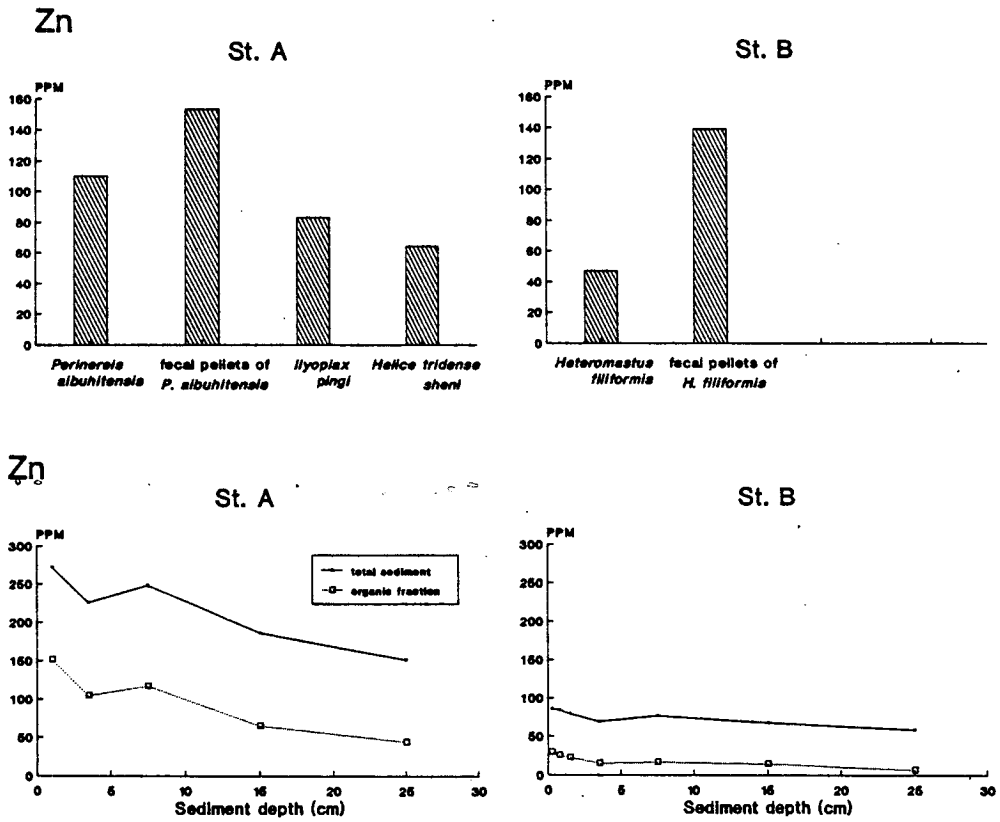 Zn
St. A
PPM
160
140
120
100
80
60
40
20
0
Perinereis
albuhitensis
fecal pellets of
P. albuhitensis
Ilyoplax
pingi
Helice tridense
sheni
St. B
PPM
160
140
120
100
80
60
40
20
0
Heteromastus
filiformis
fecal pellets of
H. filiformis
Zn
St. A
PPM
300
250
200
150
100
50
0
total sediment
organic fraction
0 5 10 15 20 25 30
Sediment depth (cm)
St. B
PPM
300
250
200
150
100
50
0
0 5 10 15 20 25 30
Sediment depth (cm)